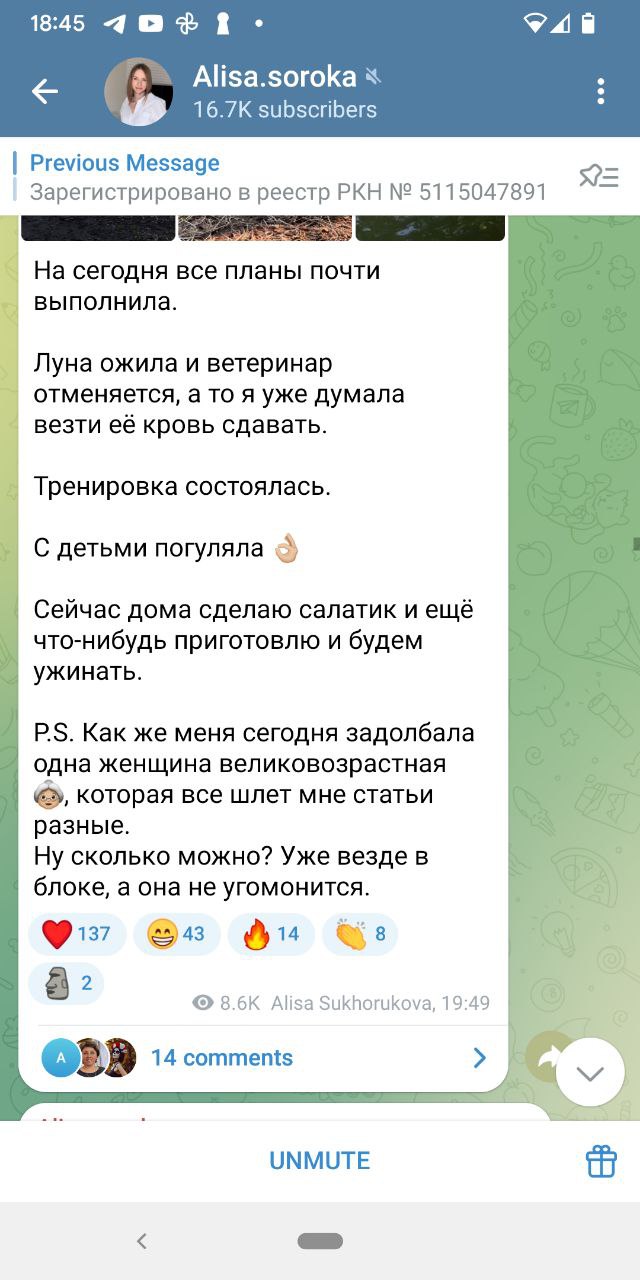 18:45
Alisa.soroka
16.7K subscribers
Previous Message
Зарегистрировано в реестр РКН № 5115047891
На сегодня все планы почти
выполнила.
Луна ожила и ветеринар
отменяется, а то я уже думала
везти её кровь сдавать.
Тренировка состоялась.
С детьми погуляла 👌🏼
Сейчас дома сделаю салатик и ещё
что-нибудь приготовлю и будем
ужинать.
P.S. Как же меня сегодня задолбала
одна женщина великовозрастная
👵🏼, которая все шлет мне статьи
разные.
Ну сколько можно? Уже везде в
блоке, а она не угомонится.
❤ 137 😁 43 🔥 14 👏 8
🗿 2
8.6K Alisa Sukhorukova, 19:49
A
14 comments
UNMUTE